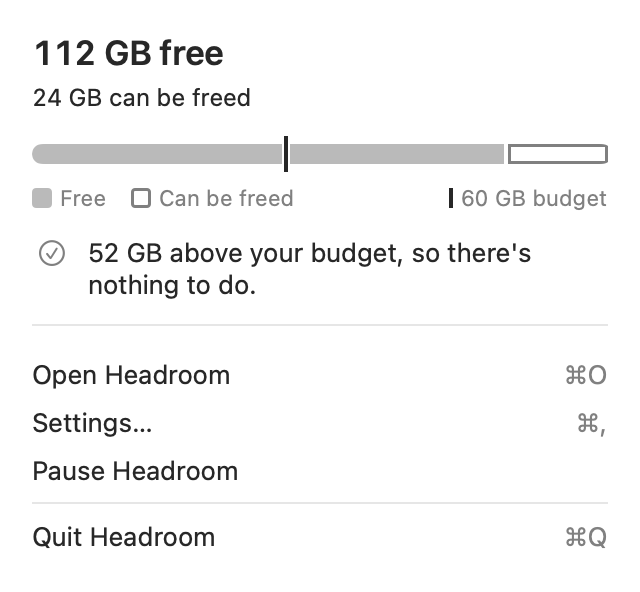 112 GB free
24 GB can be freed
Free Can be freed 60 GB budget
52 GB above your budget, so there's
nothing to do.
Open Headroom ⌘O
Settings... ⌘,
Pause Headroom
Quit Headroom ⌘Q